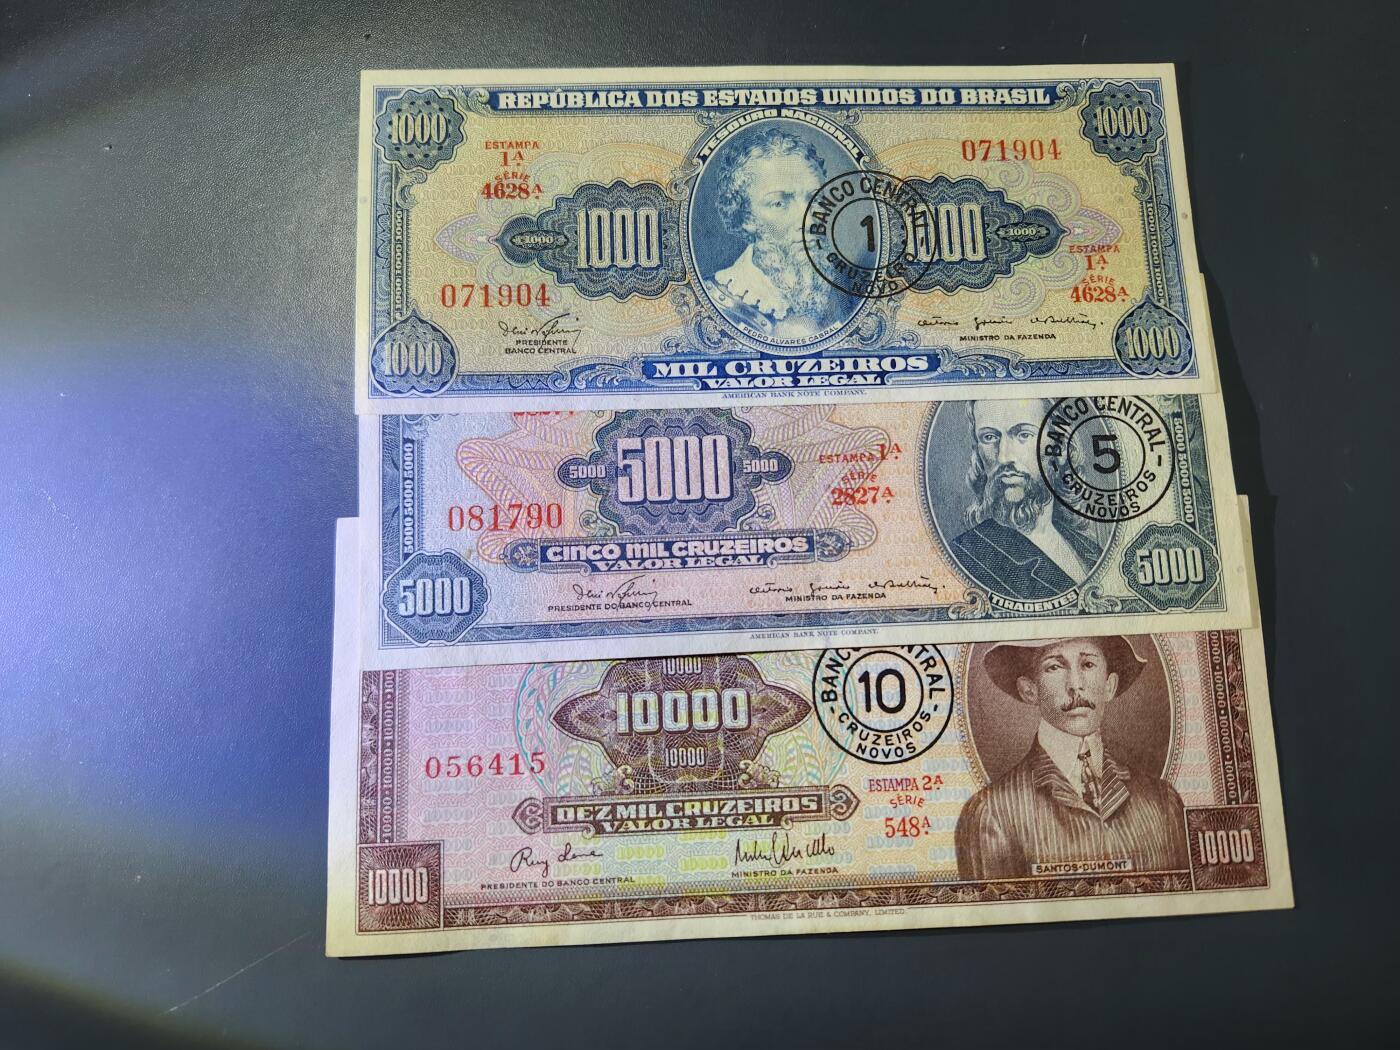 REPÚBLICA DOS ESTADOS UNIDOS DO BRASIL
TESOURO NACIONAL
1000
1000
ESTAMPA
1ᴬ
SÉRIE
4628ᴬ
071904
1000
1000
BANCO CENTRAL
1
CRUZEIRO
NOVO
1000
1000
ESTAMPA
1ᴬ.
SÉRIE
4628ᴬ.
071904
PEDRO ÁLVARES CABRAL
PRESIDENTE
BANCO CENTRAL
MINISTRO DA FAZENDA
1000
1000
MIL CRUZEIROS
VALOR LEGAL
AMERICAN BANK NOTE COMPANY.
5000
5000
5000
ESTAMPA 1ᴬ.
SÉRIE
2827ᴬ.
BANCO CENTRAL
5
CRUZEIROS
NOVOS
081790
CINCO MIL CRUZEIROS
VALOR LEGAL
5000
5000
PRESIDENTE DO BANCO CENTRAL
MINISTRO DA FAZENDA
TIRADENTES
AMERICAN BANK NOTE COMPANY.
10000
10000
10000
BANCO CENTRAL
10
CRUZEIROS
NOVOS
056415
ESTAMPA 2ᴬ
SÉRIE
548ᴬ.
DEZ MIL CRUZEIROS
VALOR LEGAL
PRESIDENTE DO BANCO CENTRAL
MINISTRO DA FAZENDA
SANTOS-DUMONT
10000
10000
THOMAS DE LA RUE & COMPANY, LIMITED.